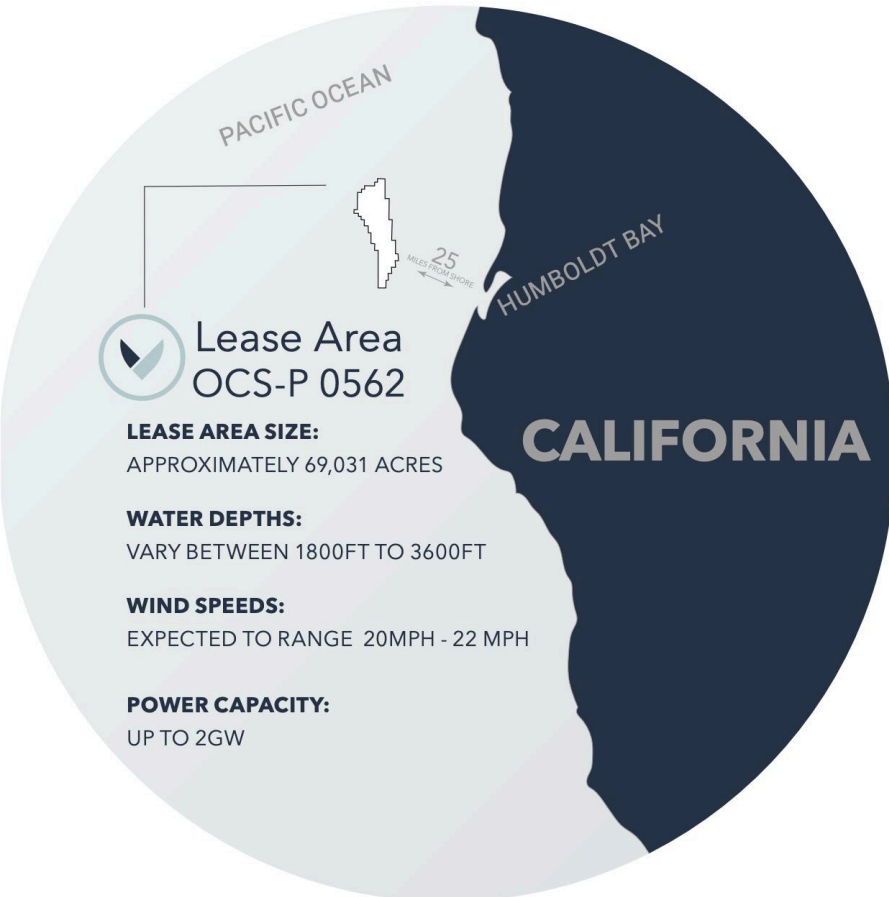 PACIFIC OCEAN
25
MILES FROM SHORE
HUMBOLDT BAY
Lease Area
OCS-P 0562
CALIFORNIA
LEASE AREA SIZE:
APPROXIMATELY 69,031 ACRES
WATER DEPTHS:
VARY BETWEEN 1800FT TO 3600FT
WIND SPEEDS:
EXPECTED TO RANGE 20MPH - 22 MPH
POWER CAPACITY:
UP TO 2GW